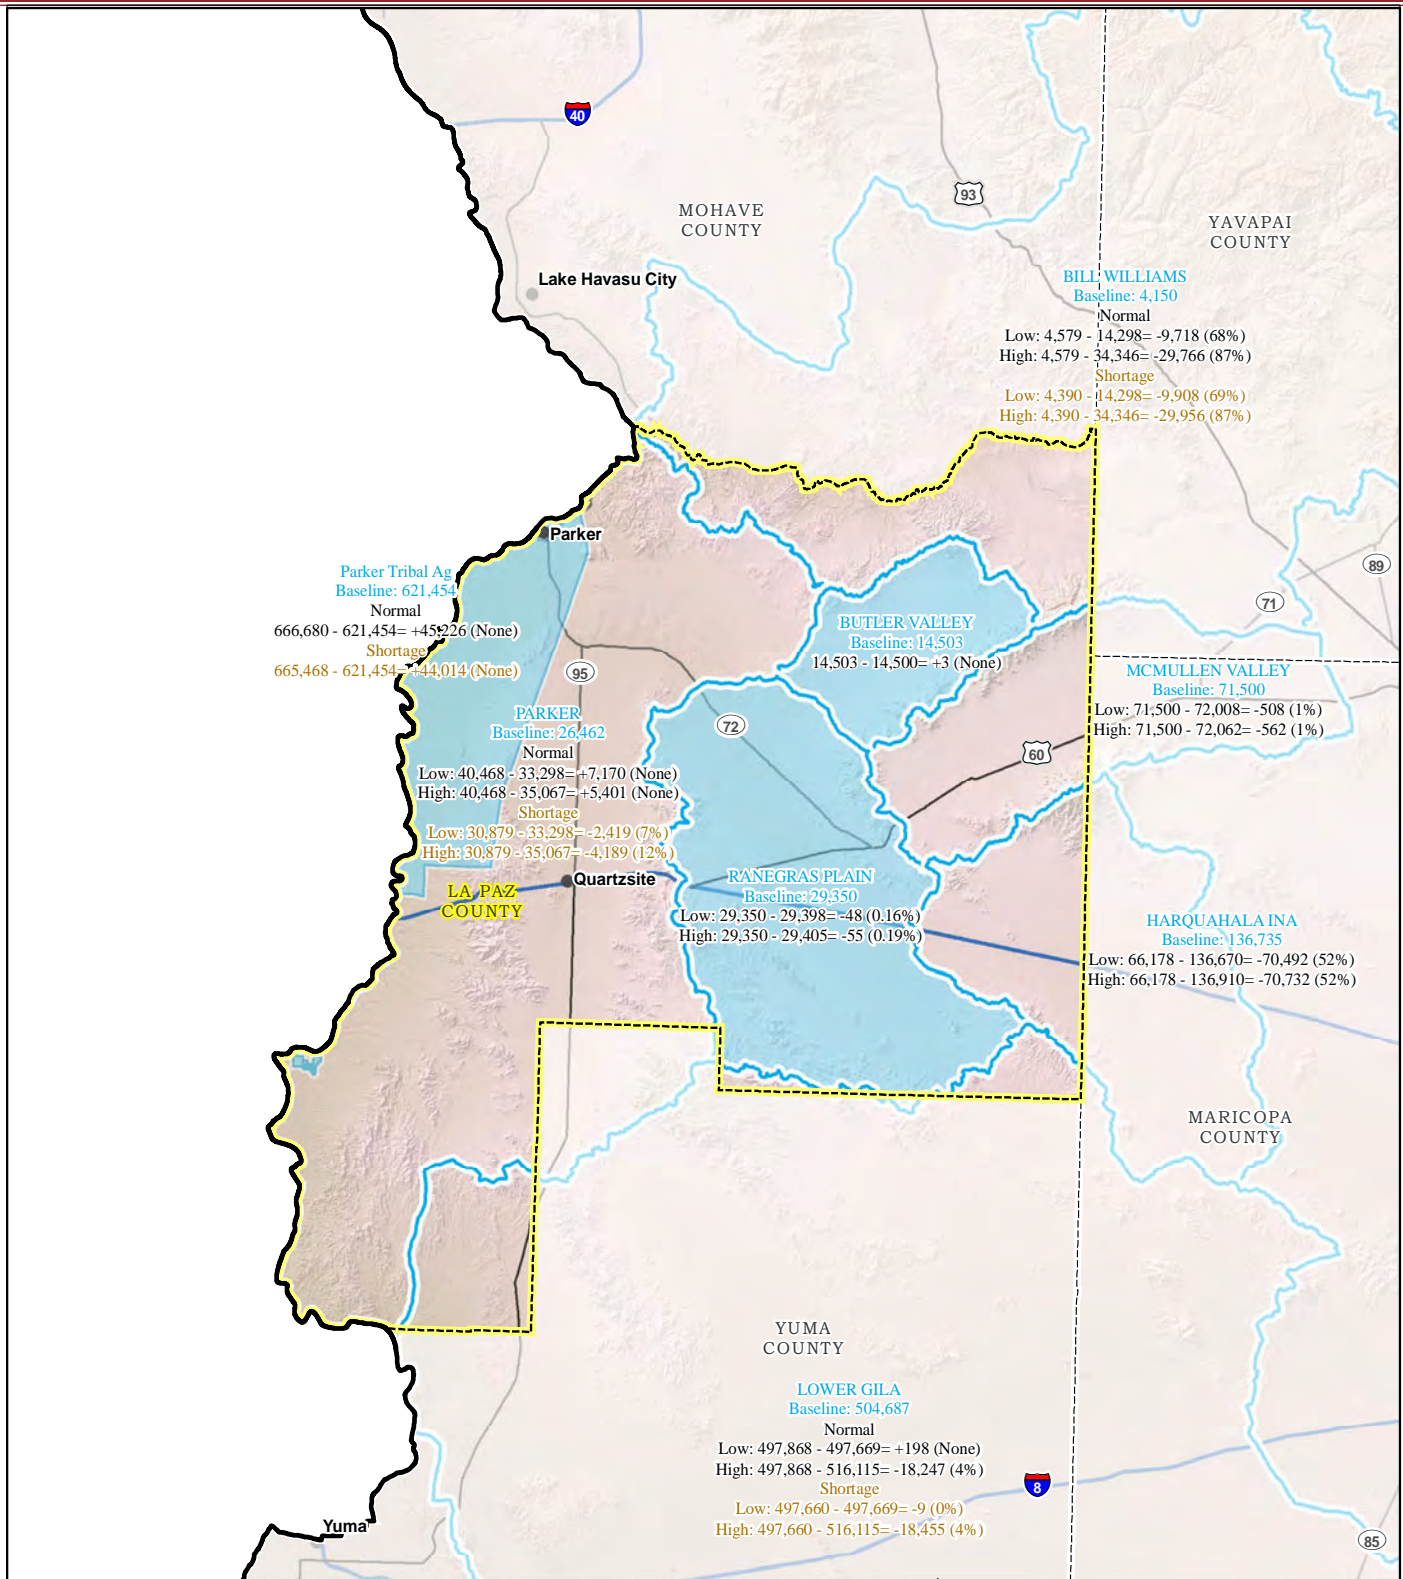 40
93
MOHAVE
COUNTY
YAVAPAI
COUNTY
Lake Havasu City
BILL WILLIAMS
Baseline: 4,150
Normal
Low: 4,579 - 14,298= -9,718 (68%)
High: 4,579 - 34,346= -29,766 (87%)
Shortage
Low: 4,390 - 14,298= -9,908 (69%)
High: 4,390 - 34,346= -29,956 (87%)
Parker
89
Parker Tribal Ag
Baseline: 621,454
Normal
666,680 - 621,454= +45,226 (None)
Shortage
665,468 - 621,454= +44,014 (None)
71
BUTLER VALLEY
Baseline: 14,503
14,503 - 14,500= +3 (None)
95
MCMULLEN VALLEY
Baseline: 71,500
Low: 71,500 - 72,008= -508 (1%)
High: 71,500 - 72,062= -562 (1%)
72
60
PARKER
Baseline: 26,462
Normal
Low: 40,468 - 33,298= +7,170 (None)
High: 40,468 - 35,067= +5,401 (None)
Shortage
Low: 30,879 - 33,298= -2,419 (7%)
High: 30,879 - 35,067= -4,189 (12%)
Quartzsite
LA PAZ
COUNTY
RANEGRAS PLAIN
Baseline: 29,350
Low: 29,350 - 29,398= -48 (0.16%)
High: 29,350 - 29,405= -55 (0.19%)
HARQUAHALA INA
Baseline: 136,735
Low: 66,178 - 136,670= -70,492 (52%)
High: 66,178 - 136,910= -70,732 (52%)
MARICOPA
COUNTY
YUMA
COUNTY
LOWER GILA
Baseline: 504,687
Normal
Low: 497,868 - 497,669= +198 (None)
High: 497,868 - 516,115= -18,247 (4%)
Shortage
Low: 497,660 - 497,669= -9 (0%)
High: 497,660 - 516,115= -18,455 (4%)
8
Yuma
85